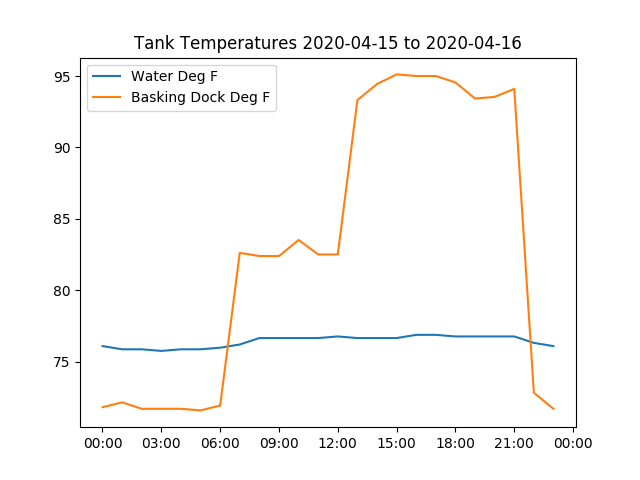 Tank Temperatures 2020-04-15 to 2020-04-16
Water Deg F
Basking Dock Deg F
95
90
85
80
75
00:00 03:00 06:00 09:00 12:00 15:00 18:00 21:00 00:00